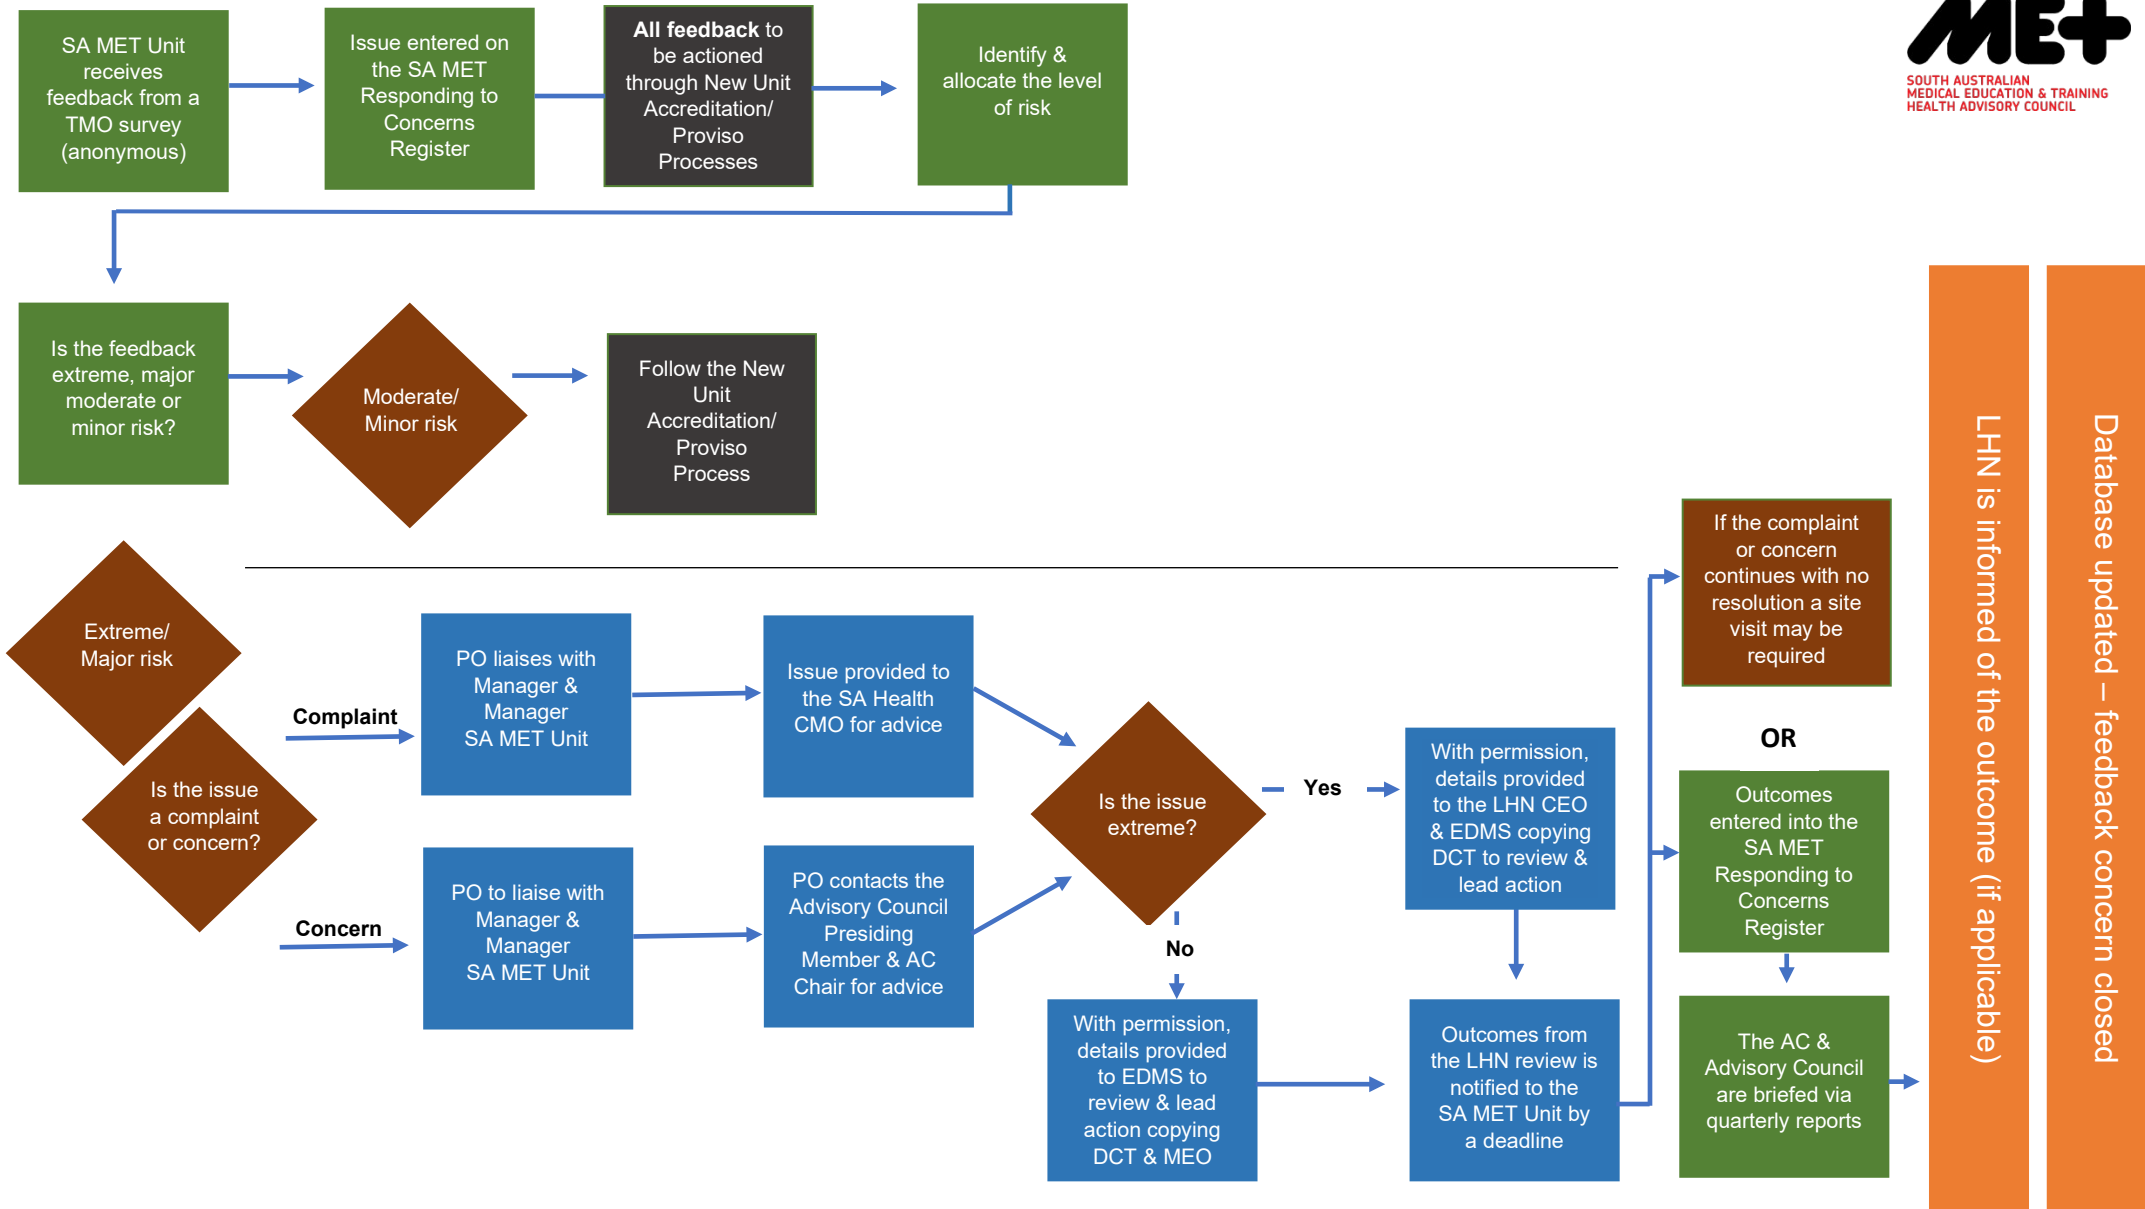 SA MET Unit
receives
feedback from a
TMO survey
(anonymous)
Issue entered on
the SA MET
Responding to
Concerns
Register
All feedback to
be actioned
through New Unit
Accreditation/
Proviso
Processes
Identify &
allocate the level
of risk
ME+
SOUTH AUSTRALIAN
MEDICAL EDUCATION & TRAINING
HEALTH ADVISORY COUNCIL
Is the feedback
extreme, major
moderate or
minor risk?
Moderate/
Minor risk
Follow the New
Unit
Accreditation/
Proviso
Process
Extreme/
Major risk
Is the issue
a complaint
or concern?
Complaint
PO liaises with
Manager &
Manager
SA MET Unit
Issue provided to
the SA Health
CMO for advice
Concern
PO to liaise with
Manager &
Manager
SA MET Unit
PO contacts the
Advisory Council
Presiding
Member & AC
Chair for advice
Is the issue
extreme?
Yes
With permission,
details provided
to the LHN CEO
& EDMS copying
DCT to review &
lead action
No
With permission,
details provided
to EDMS to
review & lead
action copying
DCT & MEO
Outcomes from
the LHN review is
notified to the
SA MET Unit by
a deadline
If the complaint
or concern
continues with no
resolution a site
visit may be
required
OR
Outcomes
entered into the
SA MET
Responding to
Concerns
Register
The AC &
Advisory Council
are briefed via
quarterly reports
LHN is informed of the outcome (if applicable)
Database updated – feedback concern closed